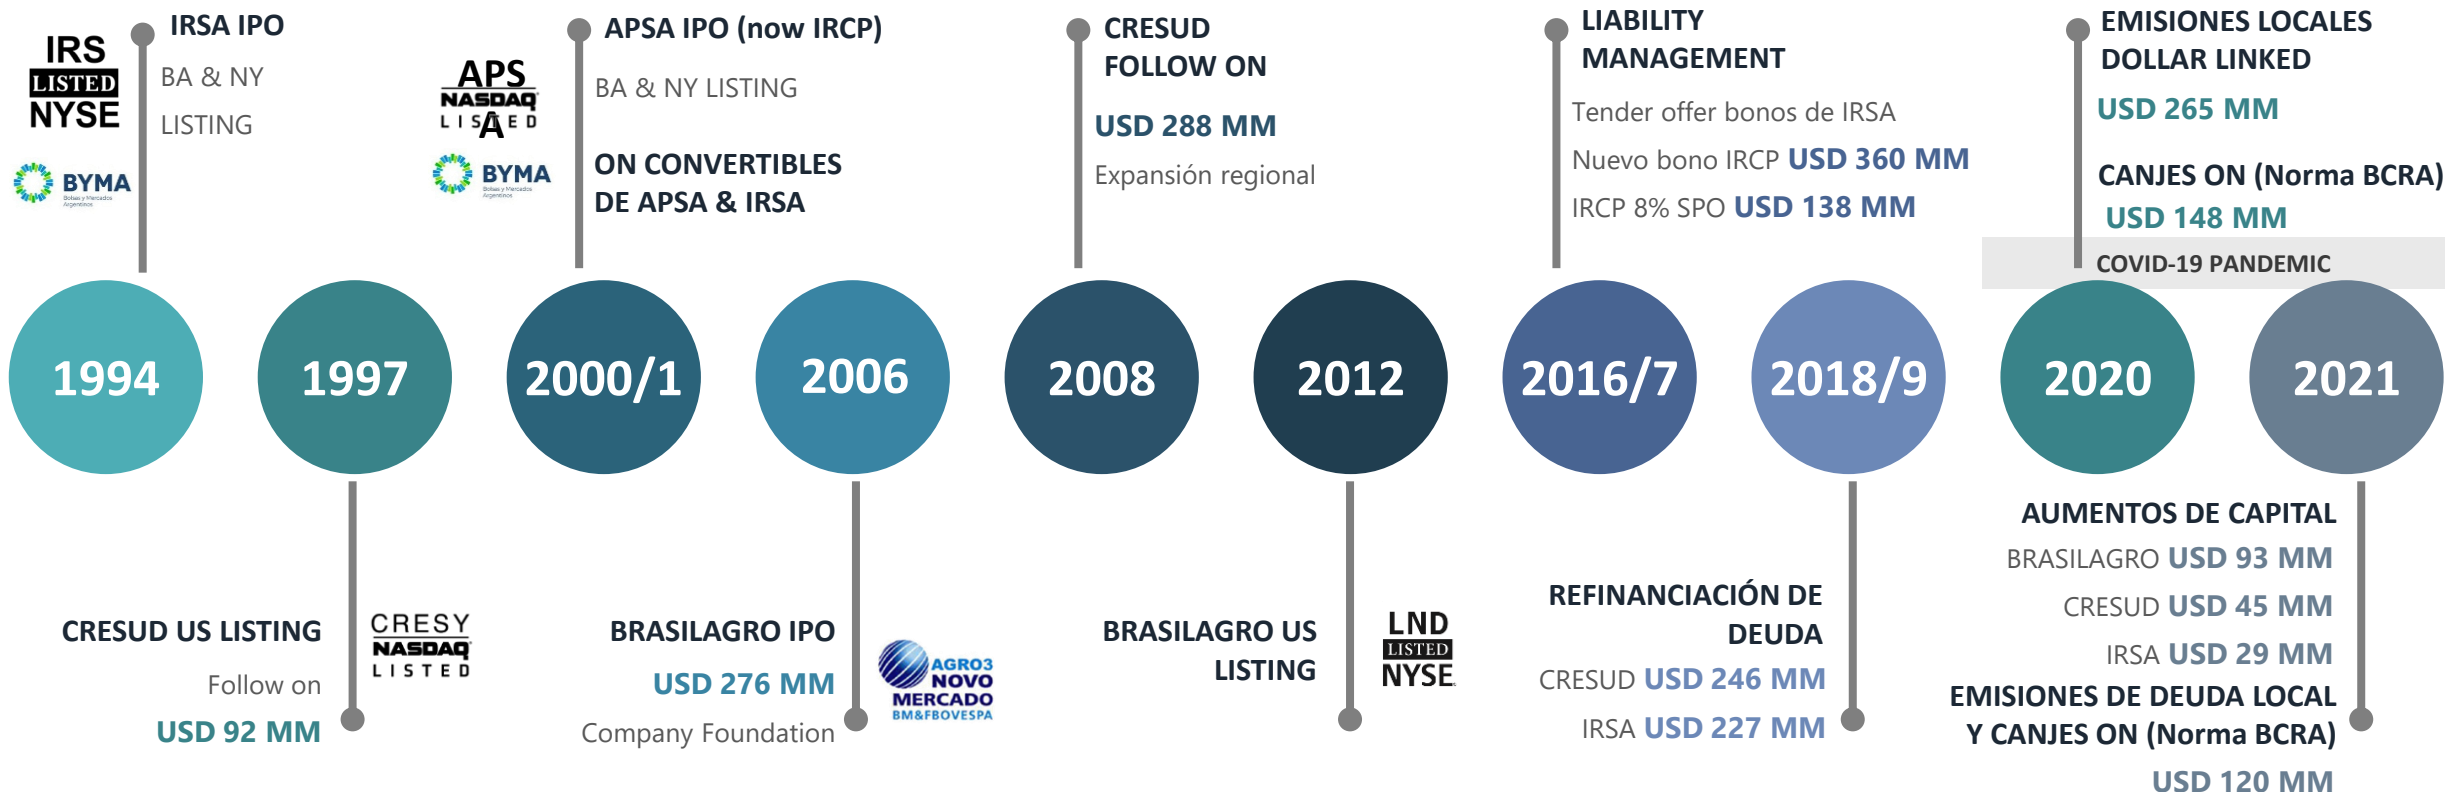 IRSA IPO
BA & NY
LISTING
IRS
LISTED
NYSE
BYMA
Bolsas y Mercados
Argentinos
APSA IPO (now IRCP)
BA & NY LISTING
ON CONVERTIBLES
DE APSA & IRSA
APS
NASDAQ
A
LISTED
BYMA
Bolsas y Mercados
Argentinos
CRESUD
FOLLOW ON
USD 288 MM
Expansión regional
LIABILITY
MANAGEMENT
Tender offer bonos de IRSA
Nuevo bono IRCP USD 360 MM
IRCP 8% SPO USD 138 MM
EMISIONES LOCALES
DOLLAR LINKED
USD 265 MM
CANJES ON (Norma BCRA)
USD 148 MM
COVID-19 PANDEMIC
1994
1997
2000/1
2006
2008
2012
2016/7
2018/9
2020
2021
CRESUD US LISTING
Follow on
USD 92 MM
CRESY
NASDAQ
LISTED
BRASILAGRO IPO
USD 276 MM
Company Foundation
AGRO3
NOVO
MERCADO
BM&FBOVESPA
BRASILAGRO US
LISTING
LND
LISTED
NYSE
REFINANCIACIÓN DE
DEUDA
CRESUD USD 246 MM
IRSA USD 227 MM
AUMENTOS DE CAPITAL
BRASILAGRO USD 93 MM
CRESUD USD 45 MM
IRSA USD 29 MM
EMISIONES DE DEUDA LOCAL
Y CANJES ON (Norma BCRA)
USD 120 MM